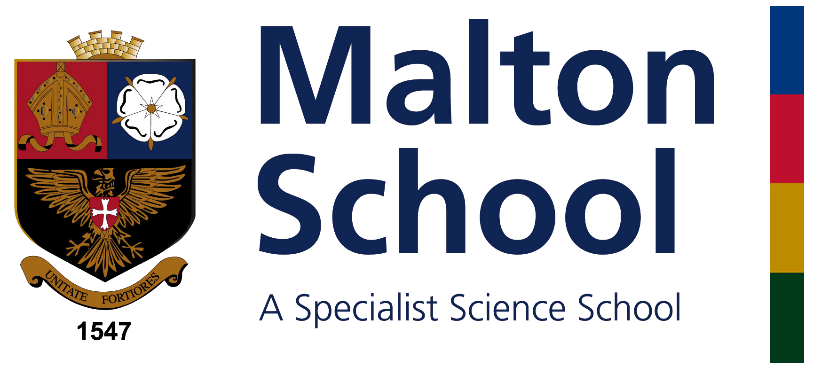 Malton
School
A Specialist Science School
UNITATE FORTIORES
1547